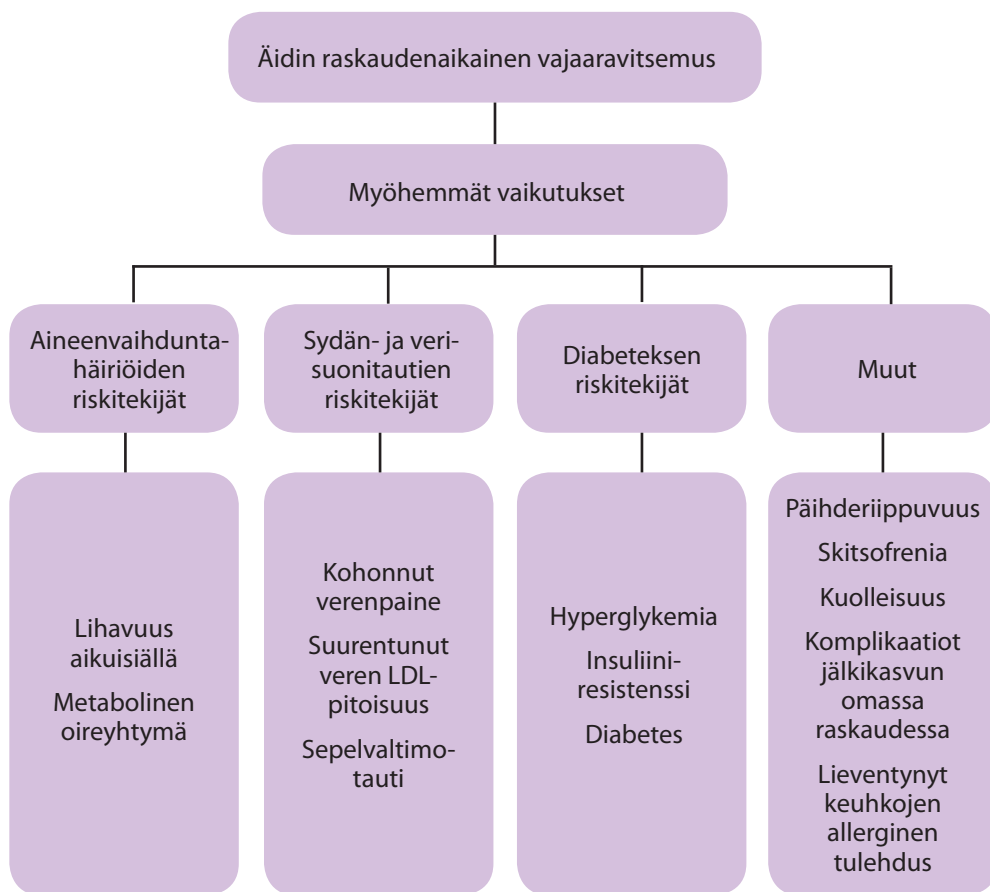 Äidin raskaudenaikainen vajaaravitsemus
Myöhemmät vaikutukset
Aineenvaihdunta-
häiriöiden
riskitekijät
Sydän- ja veri-
suonitautien
riskitekijät
Diabeteksen
riskitekijät
Muut
Lihavuus
aikuisiällä
Metabolinen
oireyhtymä
Kohonnut
verenpaine
Suurentunut
veren LDL-
pitoisuus
Sepelvaltimo-
tauti
Hyperglykemia
Insuliini-
resistenssi
Diabetes
Päihderiippuvuus
Skitsofrenia
Kuolleisuus
Komplikaatiot
jälkikasvun
omassa
raskaudessa
Lieventynyt
keuhkojen
allerginen
tulehdus